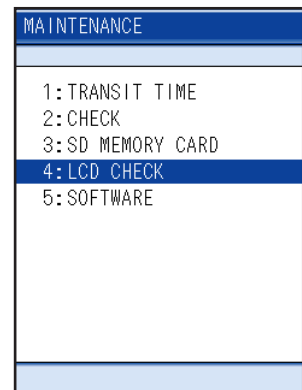 MAINTENANCE
1:TRANSIT TIME
2:CHECK
3:SD MEMORY CARD
4:LCD CHECK
5:SOFTWARE